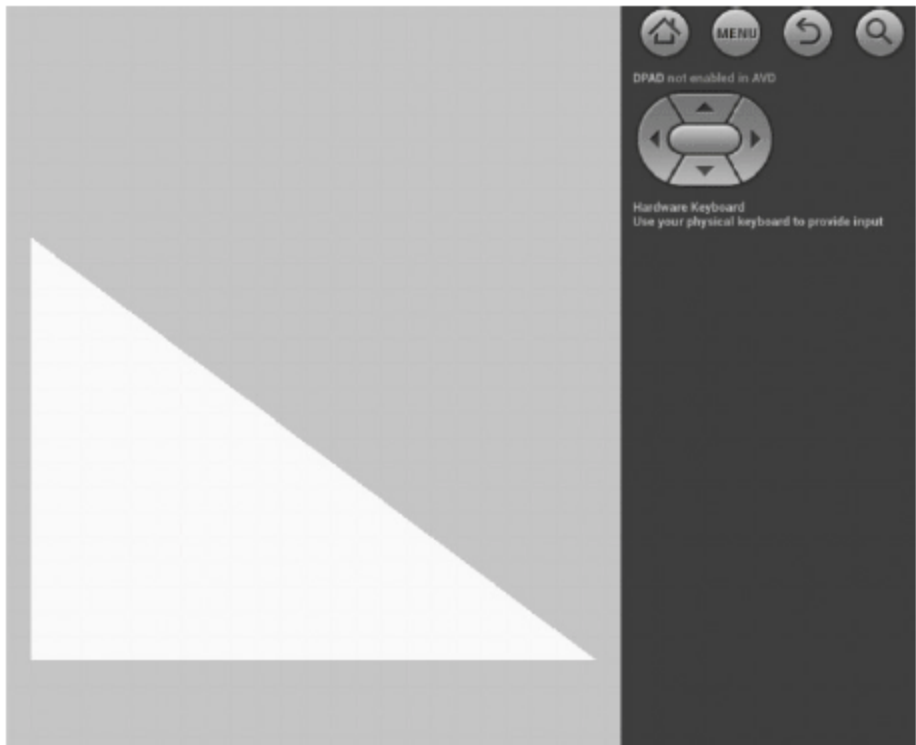 MENU
DPAD not enabled in AVD
Hardware Keyboard
Use your physical keyboard to provide input